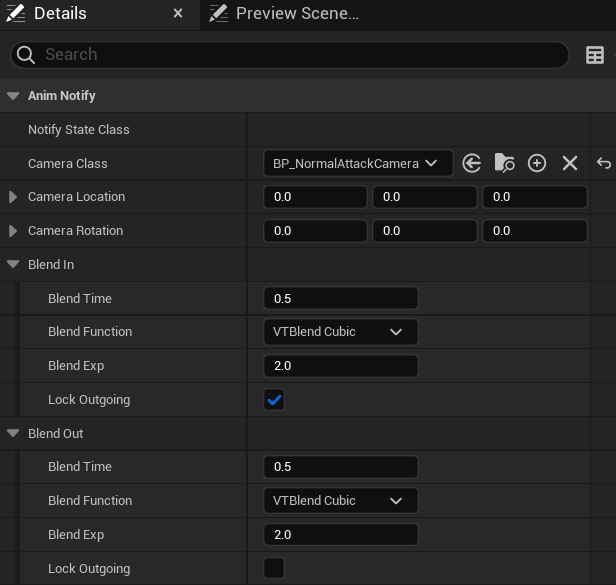 Details
Preview Scene...
Search
Anim Notify
Notify State Class
Camera Class BP_NormalAttackCamera
Camera Location 0.0 0.0 0.0
Camera Rotation 0.0 0.0 0.0
Blend In
Blend Time 0.5
Blend Function VTBlend Cubic
Blend Exp 2.0
Lock Outgoing
Blend Out
Blend Time 0.5
Blend Function VTBlend Cubic
Blend Exp 2.0
Lock Outgoing